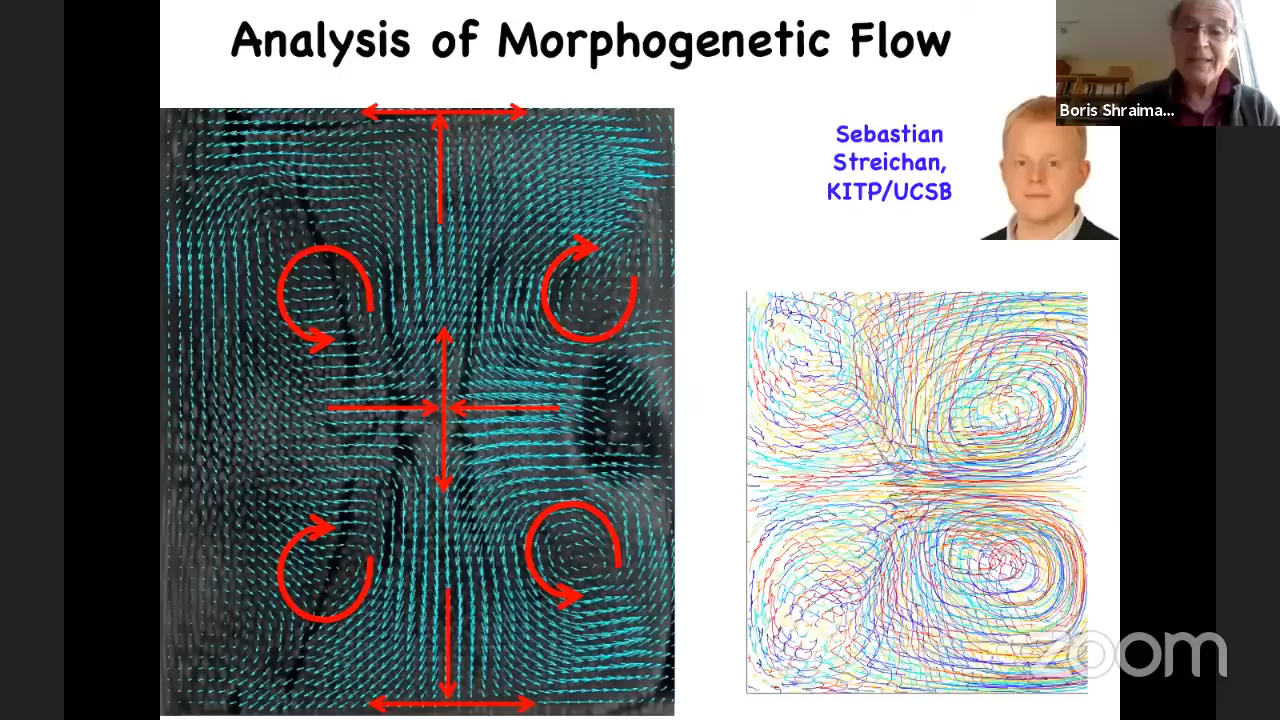 Analysis of Morphogenetic Flow
Boris Shraima...
Sebastian
Streichan,
KITP/UCSB
zoom